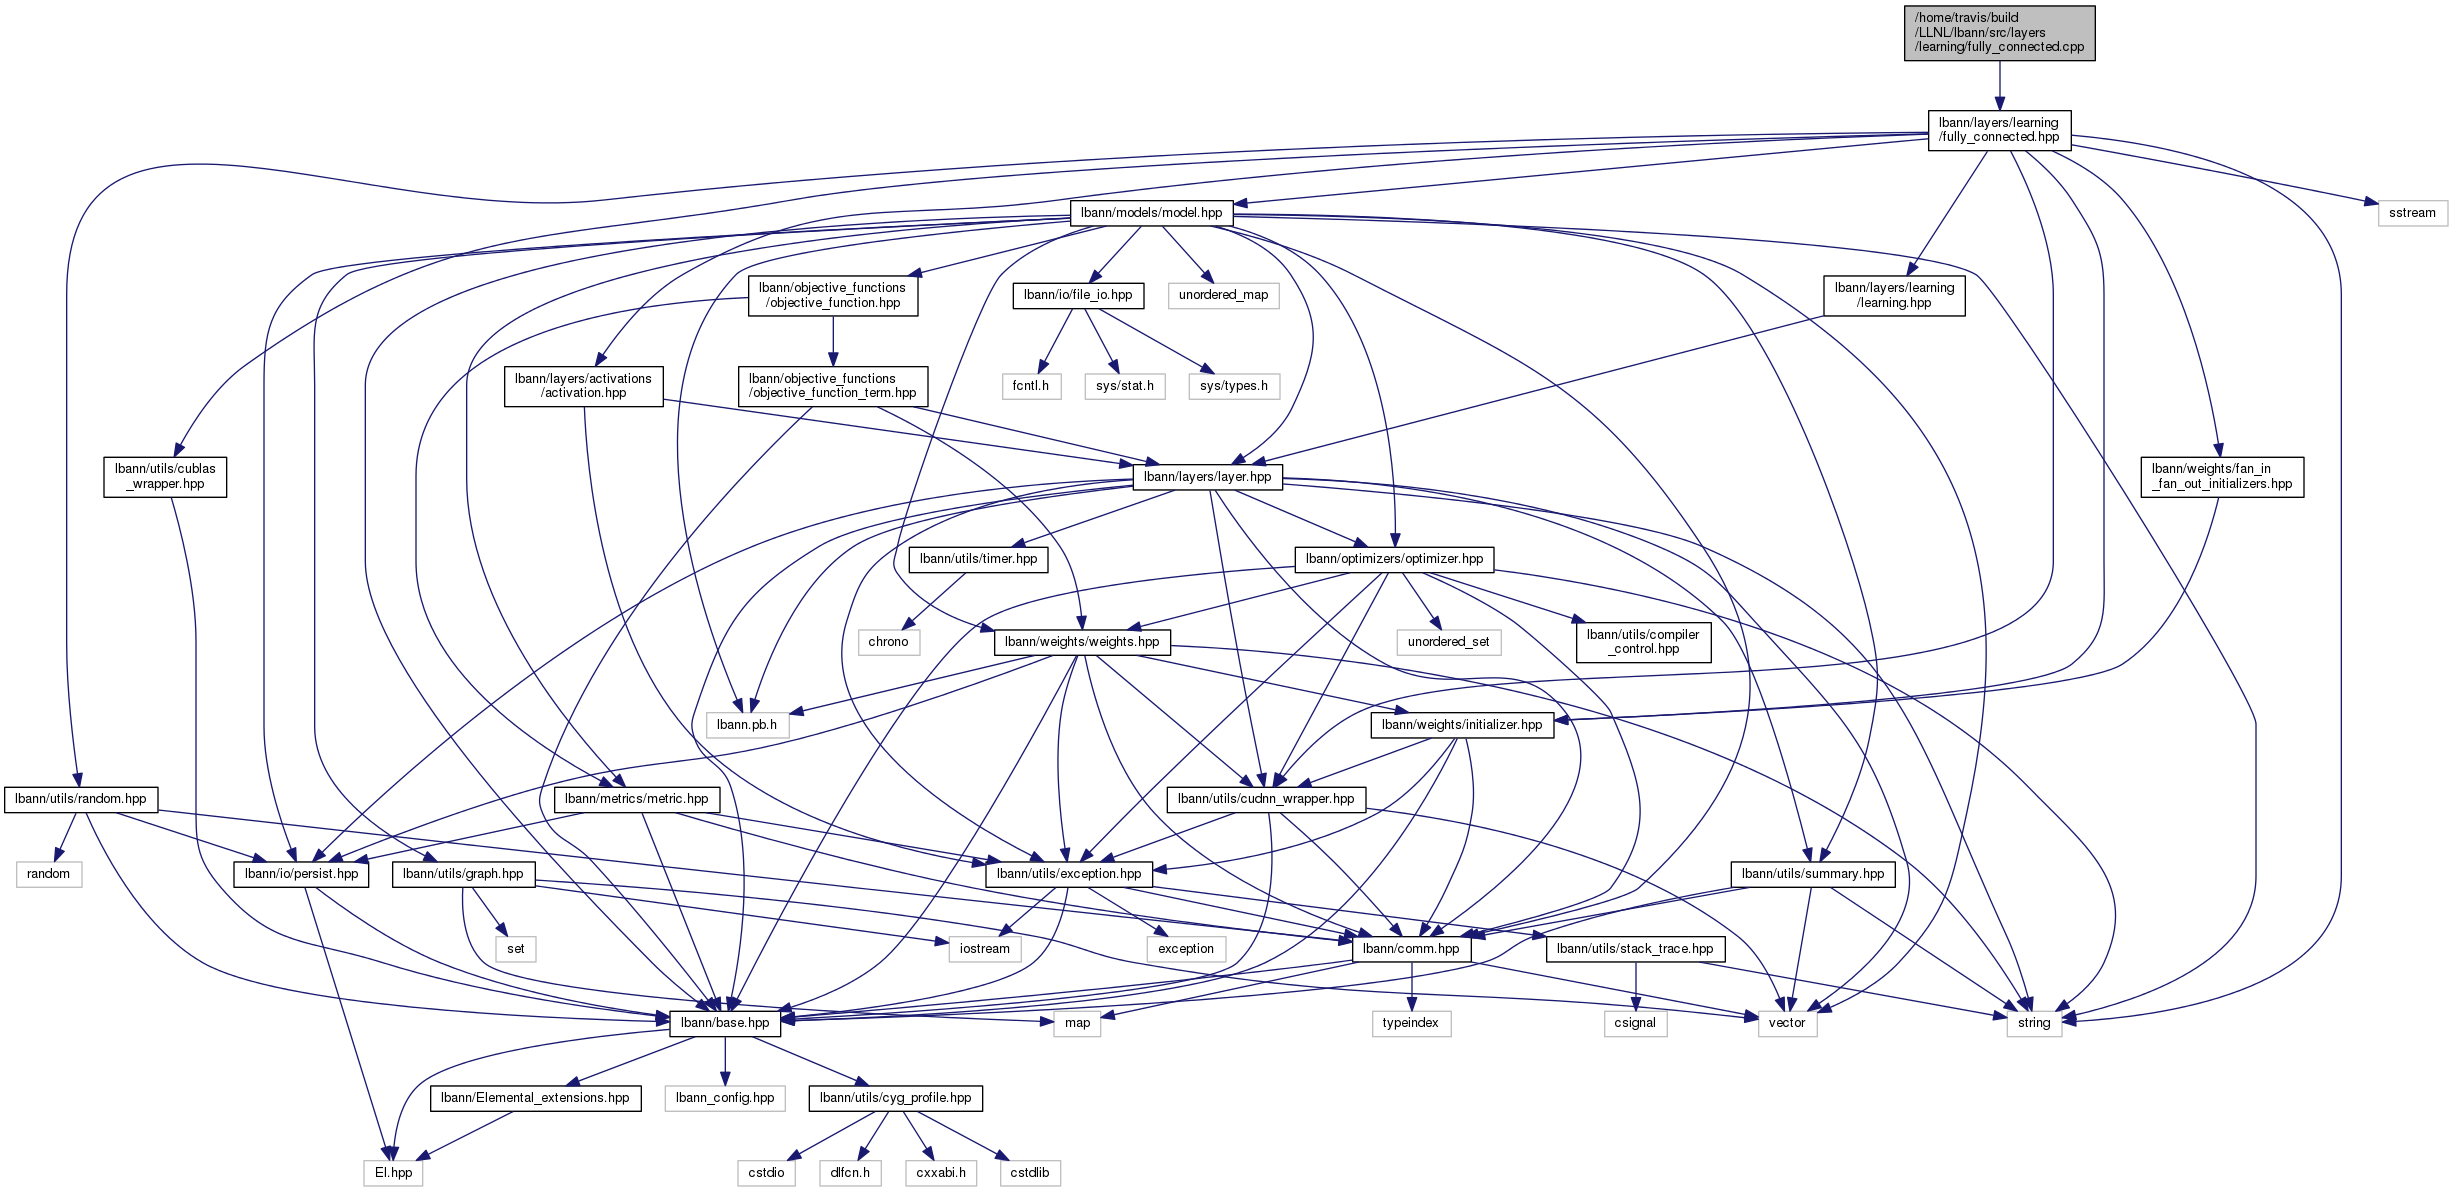 /home/travis/build
/LLNL/lbann/src/layers
/learning/fully_connected.cpp
lbann/layers/learning
/fully_connected.hpp
lbann/models/model.hpp
sstream
lbann/objective_functions
/objective_function.hpp
lbann/io/file_io.hpp
unordered_map
lbann/layers/learning
/learning.hpp
lbann/layers/activations
/activation.hpp
lbann/objective_functions
/objective_function_term.hpp
fcntl.h
sys/stat.h
sys/types.h
lbann/utils/cublas
_wrapper.hpp
lbann/layers/layer.hpp
lbann/weights/fan_in
_fan_out_initializers.hpp
lbann/utils/timer.hpp
lbann/optimizers/optimizer.hpp
chrono
lbann/weights/weights.hpp
unordered_set
lbann/utils/compiler
_control.hpp
lbann.pb.h
lbann/weights/initializer.hpp
lbann/utils/random.hpp
lbann/metrics/metric.hpp
lbann/utils/cudnn_wrapper.hpp
random
lbann/io/persist.hpp
lbann/utils/graph.hpp
lbann/utils/exception.hpp
lbann/utils/summary.hpp
set
iostream
exception
lbann/comm.hpp
lbann/utils/stack_trace.hpp
lbann/base.hpp
map
typeindex
csignal
vector
string
lbann/Elemental_extensions.hpp
lbann_config.hpp
lbann/utils/cyg_profile.hpp
El.hpp
cstdio
dlfcn.h
cxxabi.h
cstdlib